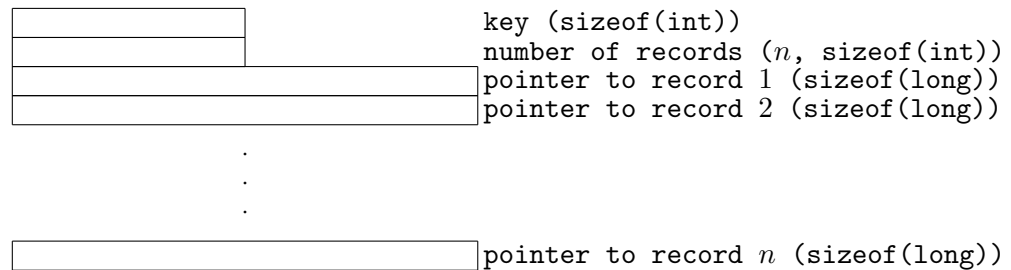 key (sizeof(int))
number of records (n, sizeof(int))
pointer to record 1 (sizeof(long))
pointer to record 2 (sizeof(long))
.
.
.
pointer to record n (sizeof(long))